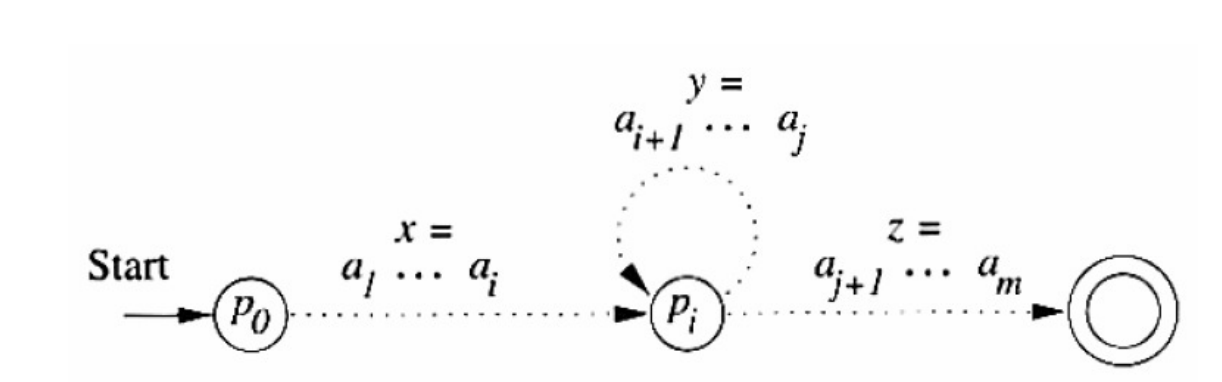 y =
a_{i+1} ... a_j
x =
z =
Start
a_1 ... a_i
a_{j+1} ... a_m
p_0
p_i